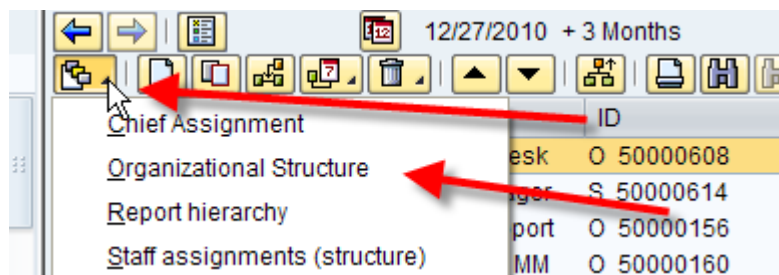 12/27/2010 + 3 Months
Chief Assignment
ID
Organizational Structure
esk O 50000608
ager S 50000614
Report hierarchy
port O 50000156
Staff assignments (structure)
MM O 50000160